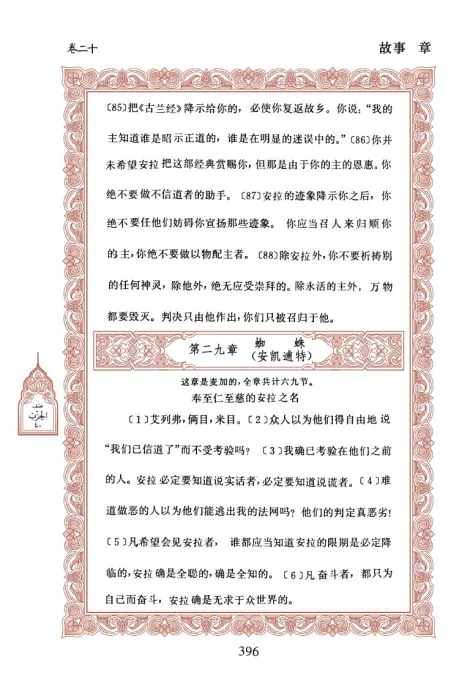 卷二十
故事 章
〔85〕把《古兰经》降示给你的，必使你复返故乡。你说：“我的
主知道谁是昭示正道的，谁是在明显的迷误中的。”〔86〕你并
未希望安拉把这部经典赏赐你，但那是由于你的主的恩惠。你
绝不要做不信道者的助手。〔87〕安拉的迹象降示你之后，你
绝不要任他们妨碍你宣扬那些迹象。你应当召人来归顺你
的主，你绝不要做以物配主者。〔88〕除安拉外，你不要祈祷别
的任何神灵，除他外，绝无应受崇拜的。除永活的主外，万物
都要毁灭。判决只由他作出，你们只被召归于他。
第二九章 蜘蛛
（安凯逋特）
这章是麦加的，全章共计六九节。
奉至仁至慈的安拉之名
〔1〕艾列弗，俩目，米目。〔2〕众人以为他们得自由地说
“我们已信道了”而不受考验吗？〔3〕我确已考验在他们之前
的人。安拉必定要知道说实话者，必定要知道说谎者。〔4〕难
道做恶的人以为他们能逃出我的法网吗？他们的判定真恶劣！
〔5〕凡希望会见安拉者，谁都应当知道安拉的限期是必定降
临的，安拉确是全聪的，确是全知的。〔6〕凡奋斗者，都只为
自己而奋斗，安拉确是无求于众世界的。
نصف
الحزب
٤٠
396